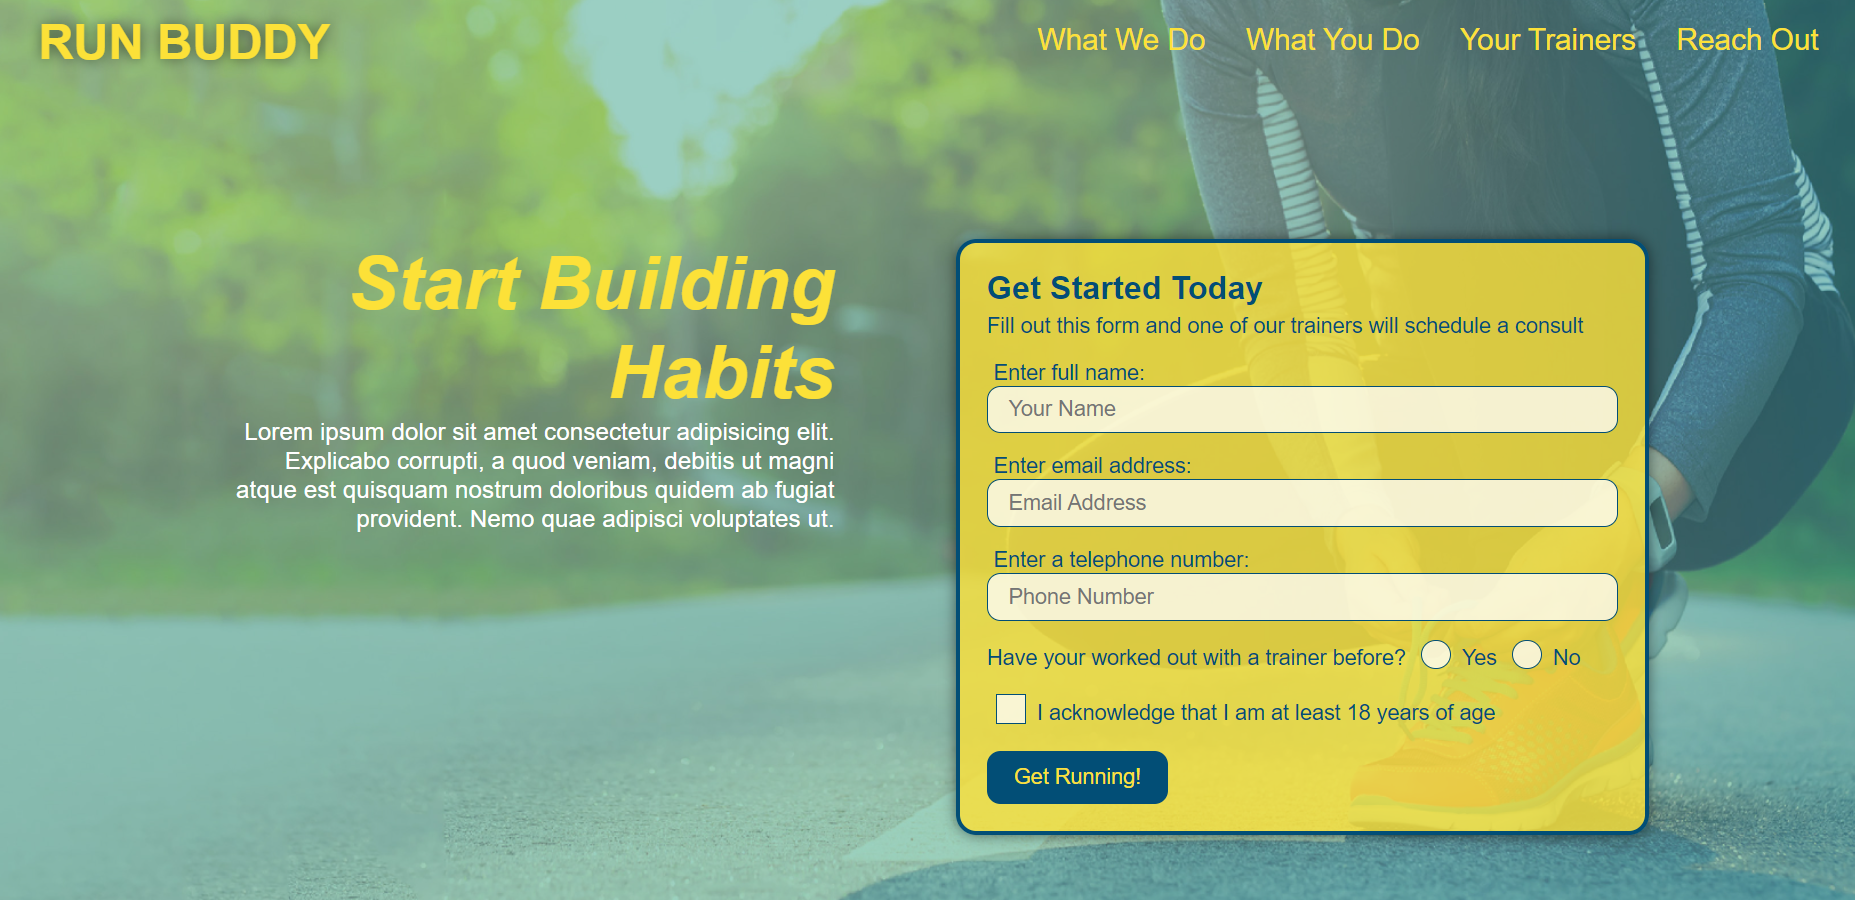 RUN BUDDY
What We Do What You Do Your Trainers Reach Out
Start Building
Habits
Lorem ipsum dolor sit amet consectetur adipisicing elit.
Explicabo corrupti, a quod veniam, debitis ut magni
atque est quisquam nostrum doloribus quidem ab fugiat
provident. Nemo quae adipisci voluptates ut.
Get Started Today
Fill out this form and one of our trainers will schedule a consult
Enter full name:
Your Name
Enter email address:
Email Address
Enter a telephone number:
Phone Number
Have your worked out with a trainer before? Yes No
I acknowledge that I am at least 18 years of age
Get Running!